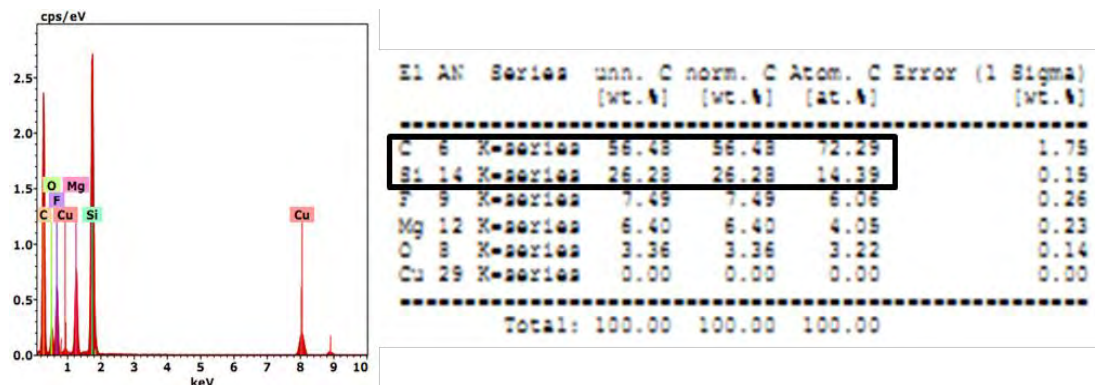 cps/eV
2.5
2.0
1.5
1.0
0.5
0.0
O Mg
F
C Cu Si Cu
1 2 3 4 5 6 7 8 9 10
keV
El AN Series unn. C norm. C Atom. C Error (1 Sigma)
[wt.%] [wt.%] [at.%] [wt.%]
C 6 K-series 56.48 56.48 72.29 1.75
Si 14 K-series 26.28 26.28 14.39 0.15
F 9 K-series 7.49 7.49 6.06 0.26
Mg 12 K-series 6.40 6.40 4.05 0.23
O 8 K-series 3.36 3.36 3.22 0.14
Cu 29 K-series 0.00 0.00 0.00 0.00
Total: 100.00 100.00 100.00